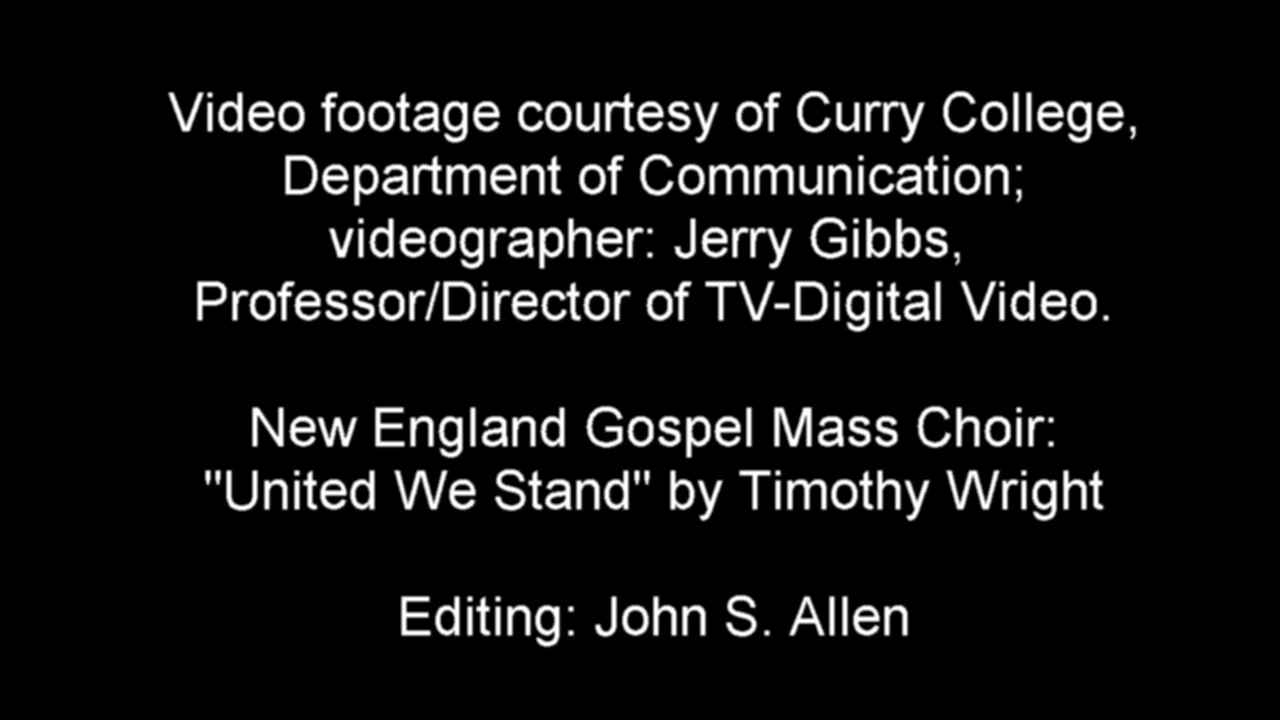 Video footage courtesy of Curry College,
Department of Communication;
videographer: Jerry Gibbs,
Professor/Director of TV-Digital Video.
New England Gospel Mass Choir:
"United We Stand" by Timothy Wright
Editing: John S. Allen